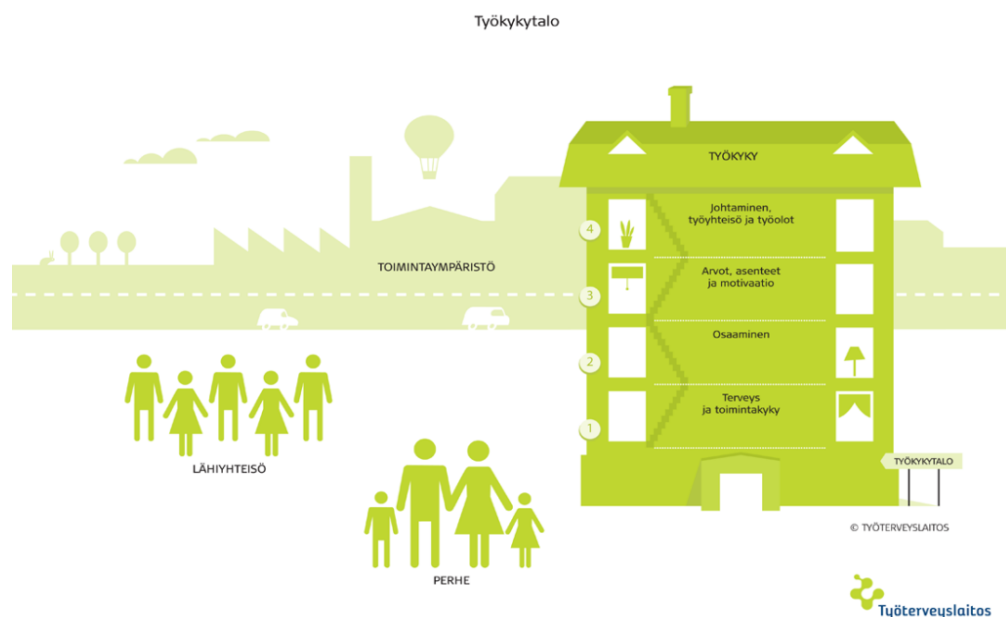 Työkykytalo
TYÖKYKY
4
Johtaminen,
työyhteisö ja työolot
TOIMINTAYMPÄRISTÖ
3
Arvot, asenteet
ja motivaatio
2
Osaaminen
1
Terveys
ja toimintakyky
LÄHIYHTEISÖ
PERHE
TYÖKYKYTALO
© TYÖTERVEYSLAITOS
Työterveyslaitos